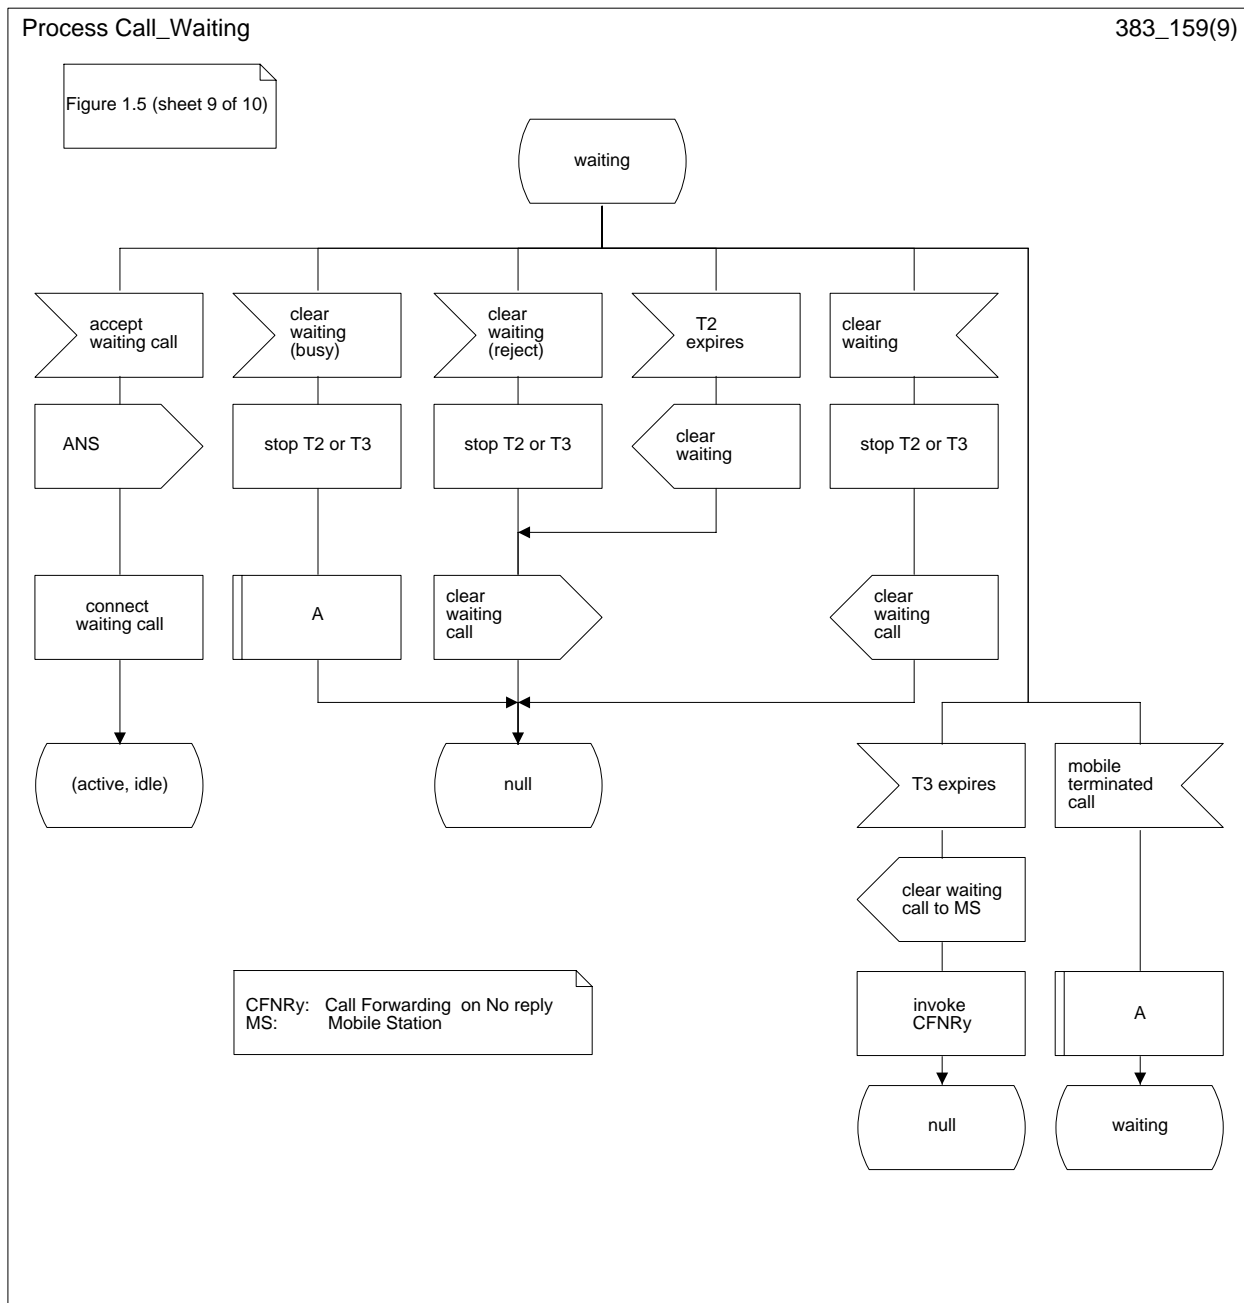 Process Call_Waiting
383_159(9)
Figure 1.5 (sheet 9 of 10)
waiting
accept
waiting call
clear
waiting
(busy)
clear
waiting
(reject)
T2
expires
clear
waiting
ANS
stop T2 or T3
stop T2 or T3
clear
waiting
stop T2 or T3
connect
waiting call
A
clear
waiting
call
clear
waiting
call
(active, idle)
null
T3 expires
mobile
terminated
call
clear waiting
call to MS
CFNRy: Call Forwarding on No reply
MS: Mobile Station
invoke
CFNRy
A
null
waiting